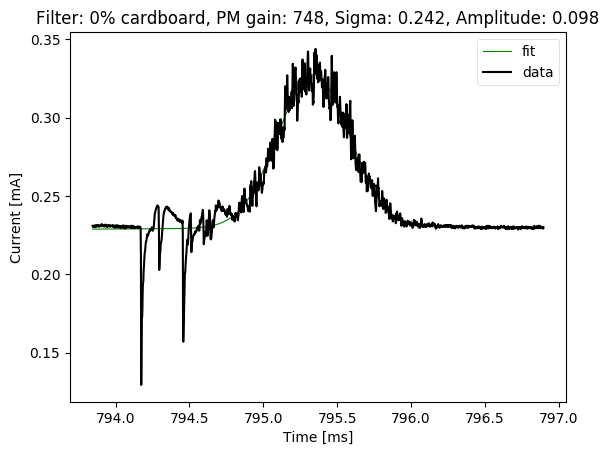 Filter: 0% cardboard, PM gain: 748, Sigma: 0.242, Amplitude: 0.098
fit
data
0.35
0.30
0.25
0.20
0.15
Current [mA]
794.0 794.5 795.0 795.5 796.0 796.5 797.0
Time [ms]